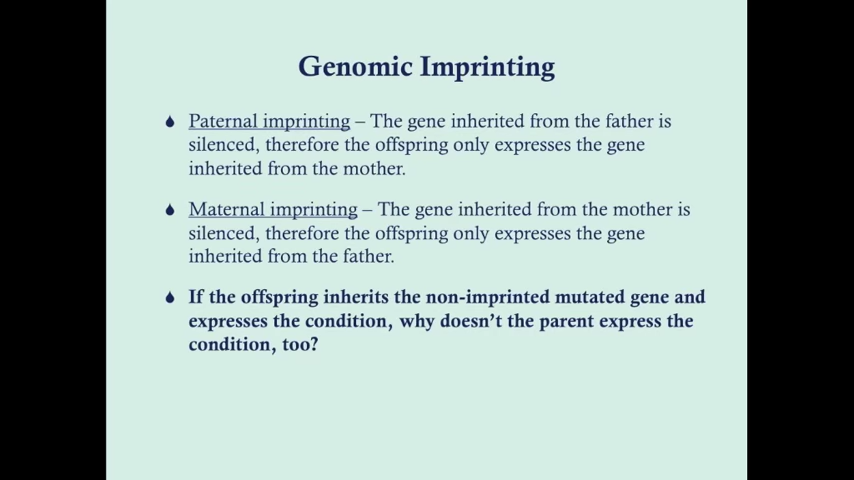 Genomic Imprinting
Paternal imprinting – The gene inherited from the father is
silenced, therefore the offspring only expresses the gene
inherited from the mother.
Maternal imprinting – The gene inherited from the mother is
silenced, therefore the offspring only expresses the gene
inherited from the father.
If the offspring inherits the non-imprinted mutated gene and
expresses the condition, why doesn’t the parent express the
condition, too?